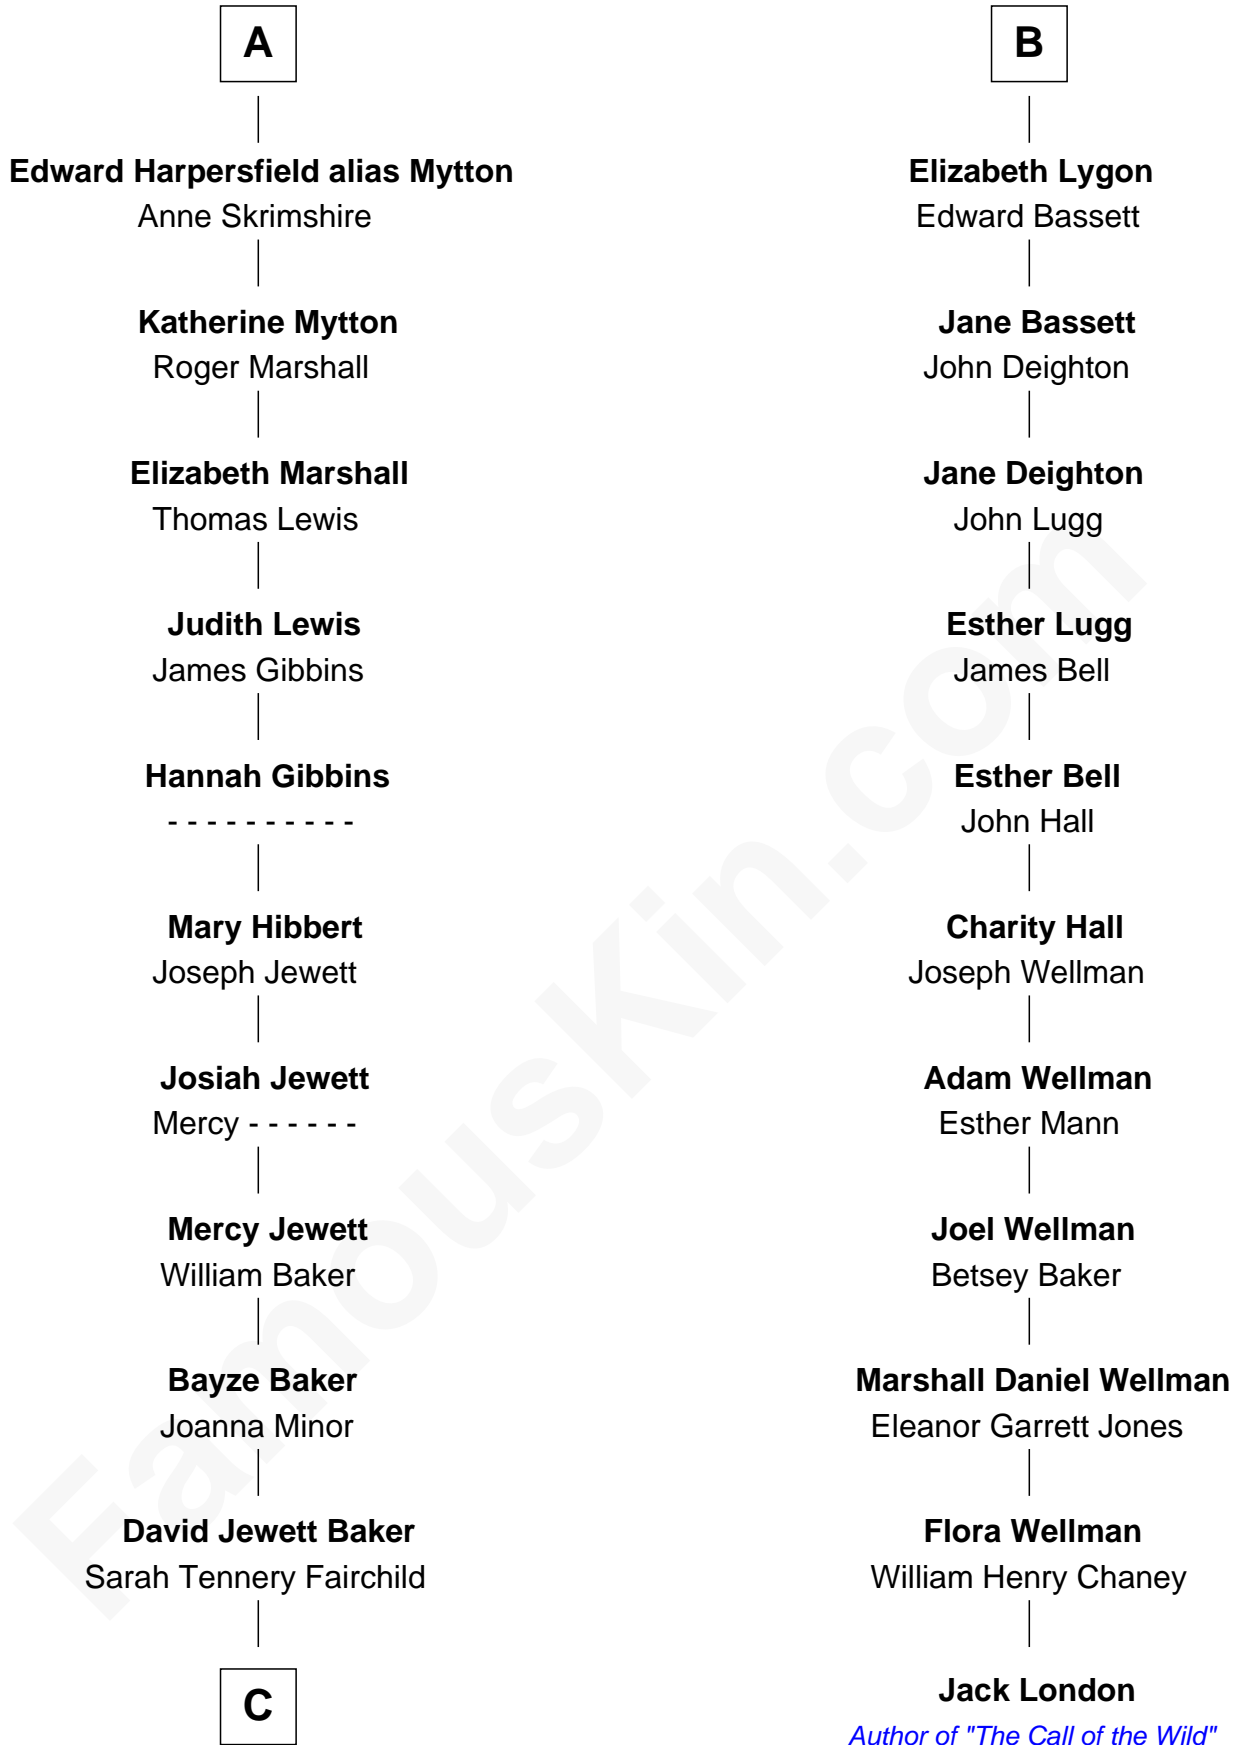 A
Edward Harpersfield alias Mytton
Anne Skrimshire
Katherine Mytton
Roger Marshall
Elizabeth Marshall
Thomas Lewis
Judith Lewis
James Gibbins
Hannah Gibbins
- - - - - - - - - -
Mary Hibbert
Joseph Jewett
Josiah Jewett
Mercy - - - - - -
Mercy Jewett
William Baker
Bayze Baker
Joanna Minor
David Jewett Baker
Sarah Tennery Fairchild
C
B
Elizabeth Lygon
Edward Bassett
Jane Bassett
John Deighton
Jane Deighton
John Lugg
Esther Lugg
James Bell
Esther Bell
John Hall
Charity Hall
Joseph Wellman
Adam Wellman
Esther Mann
Joel Wellman
Betsey Baker
Marshall Daniel Wellman
Eleanor Garrett Jones
Flora Wellman
William Henry Chaney
Jack London
Author of "The Call of the Wild"
FamousKin.com